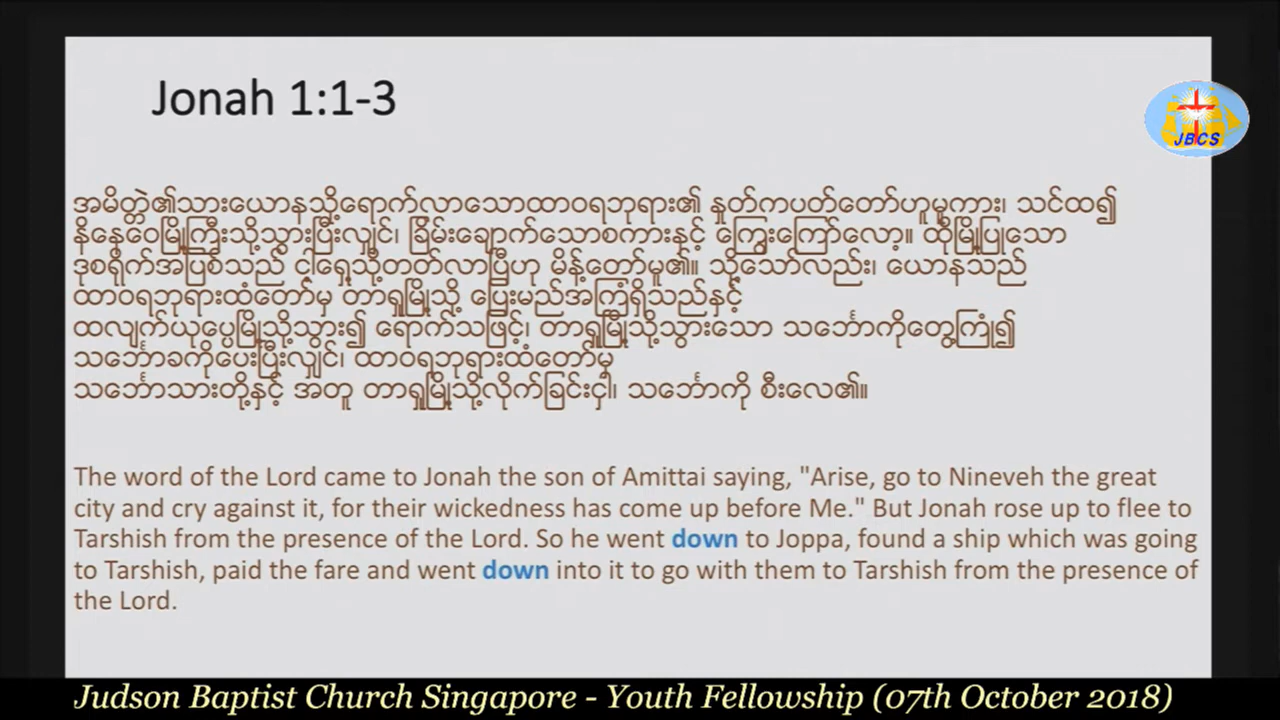 Jonah 1:1-3
JBCS
အမိတ္တဲ၏သားယောနသို့ရောက်လာသောထာဝရဘုရား၏ နှုတ်ကပတ်တော်ဟူမူကား၊ သင်ထ၍
နိနေဝေမြို့ကြီးသို့သွားပြီးလျှင်၊ ခြိမ်းချောက်သောစကားနှင့် ကြွေးကြော်လော့။ ထိုမြို့ပြုသော
ဒုစရိုက်အပြစ်သည် ငါ့ရှေ့သို့တတ်လာပြီဟု မိန့်တော်မူ၏။ သို့သော်လည်း၊ ယောနသည်
ထာဝရဘုရားထံတော်မှ တာရှုမြို့သို့ ပြေးမည်အကြံရှိသည်နှင့်
ထလျက်ယုပ္ပေမြို့သို့သွား၍ ရောက်သဖြင့်၊ တာရှုမြို့သို့သွားသော သင်္ဘောကိုတွေ့ကြုံ၍
သင်္ဘောခကိုပေးပြီးလျှင်၊ ထာဝရဘုရားထံတော်မှ
သင်္ဘောသားတို့နှင့် အတူ တာရှုမြို့သို့လိုက်ခြင်းငှါ၊ သင်္ဘောကို စီးလေ၏။
The word of the Lord came to Jonah the son of Amittai saying, "Arise, go to Nineveh the great
city and cry against it, for their wickedness has come up before Me." But Jonah rose up to flee to
Tarshish from the presence of the Lord. So he went down to Joppa, found a ship which was going
to Tarshish, paid the fare and went down into it to go with them to Tarshish from the presence of
the Lord.
Judson Baptist Church Singapore - Youth Fellowship (07th October 2018)